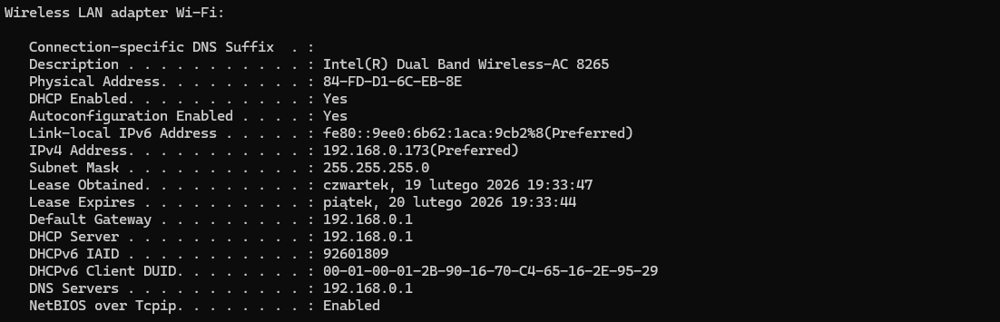 Wireless LAN adapter Wi-Fi:
Connection-specific DNS Suffix  . :
Description . . . . . . . . . . . : Intel(R) Dual Band Wireless-AC 8265
Physical Address. . . . . . . . . : 84-FD-D1-6C-EB-8E
DHCP Enabled. . . . . . . . . . . : Yes
Autoconfiguration Enabled . . . . : Yes
Link-local IPv6 Address . . . . . : fe80::9ee0:6b62:1aca:9cb2%8(Preferred)
IPv4 Address. . . . . . . . . . . : 192.168.0.173(Preferred)
Subnet Mask . . . . . . . . . . . : 255.255.255.0
Lease Obtained. . . . . . . . . . : czwartek, 19 lutego 2026 19:33:47
Lease Expires . . . . . . . . . . : piątek, 20 lutego 2026 19:33:44
Default Gateway . . . . . . . . . : 192.168.0.1
DHCP Server . . . . . . . . . . . : 192.168.0.1
DHCPv6 IAID . . . . . . . . . . . : 92601809
DHCPv6 Client DUID. . . . . . . . : 00-01-00-01-2B-90-16-70-C4-65-16-2E-95-29
DNS Servers . . . . . . . . . . . : 192.168.0.1
NetBIOS over Tcpip. . . . . . . . : Enabled